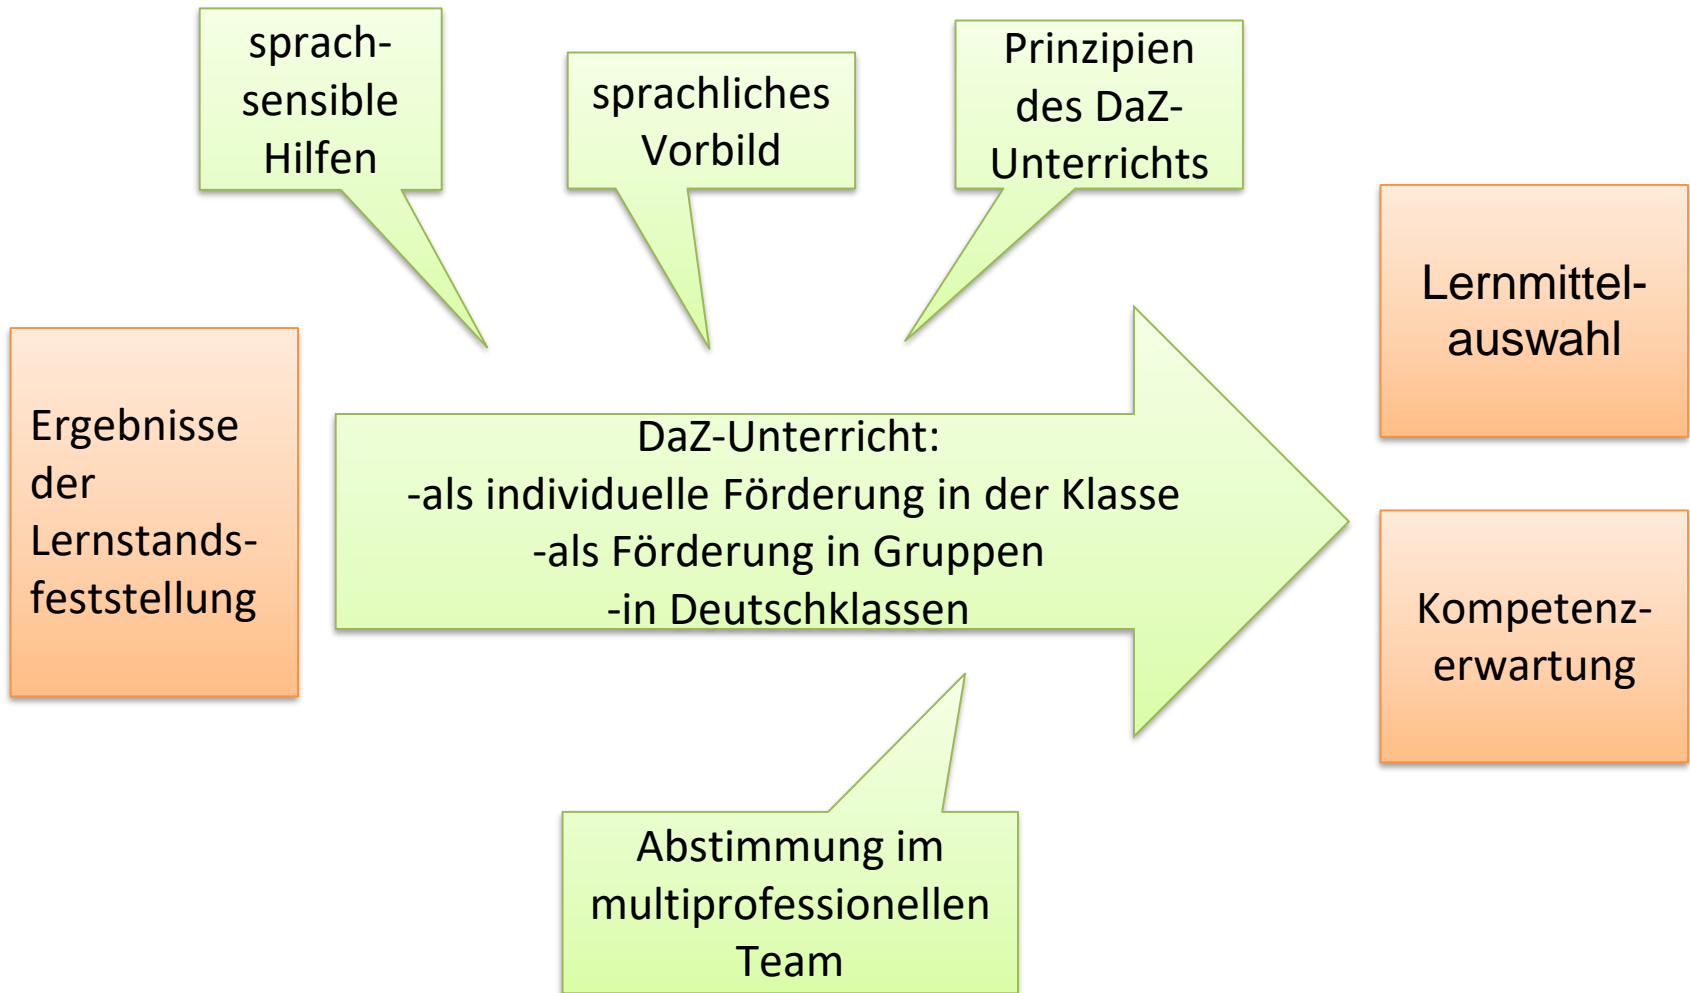 sprach-
sensible
Hilfen
sprachliches
Vorbild
Prinzipien
des DaZ-
Unterrichts
Ergebnisse
der
Lernstands-
feststellung
DaZ-Unterricht:
-als individuelle Förderung in der Klasse
-als Förderung in Gruppen
-in Deutschklassen
Lernmittel-
auswahl
Kompetenz-
erwartung
Abstimmung im
multiprofessionellen
Team